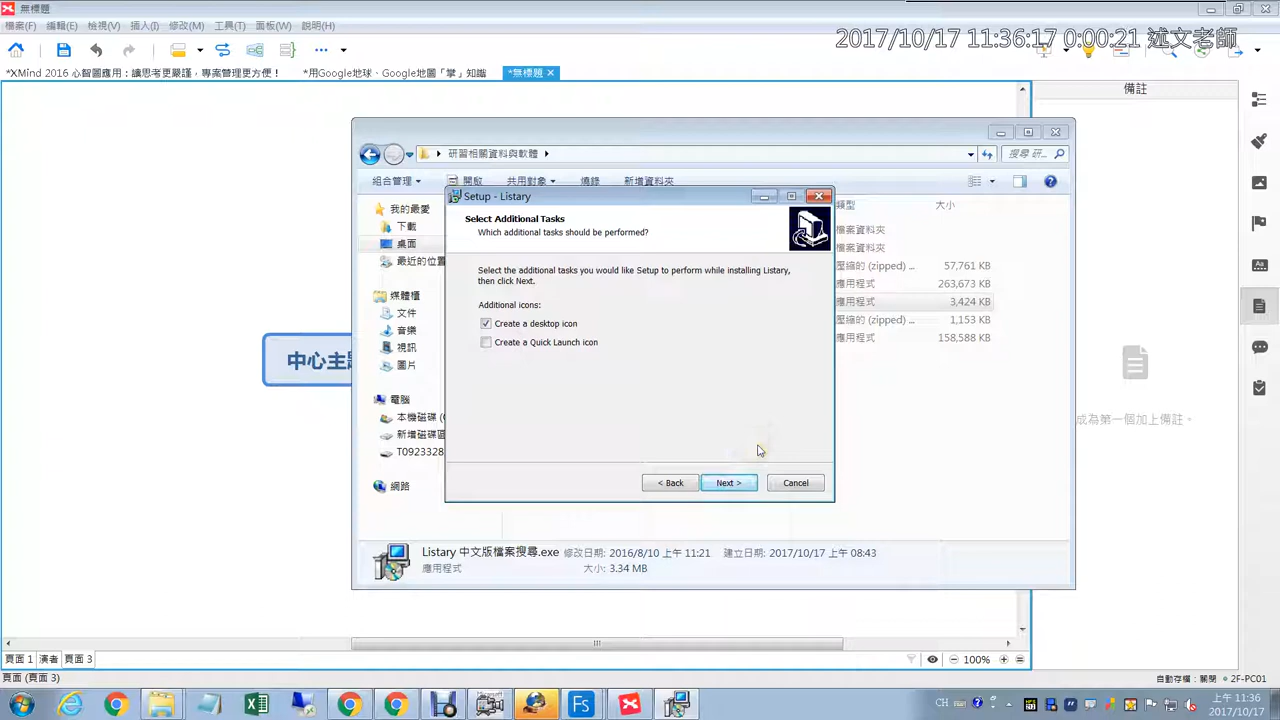 無標題
檔案(F) 編輯(E) 檢視(V) 插入(I) 修改(M) 工具(T) 面板(W) 說明(H)
2017/10/17 11:36:17 0:00:21 述文老師
*XMind 2016 心智圖應用：讓思考更嚴謹，專案管理更方便！ *用Google地球、Google地圖「掌」知識 *無標題
備註
研習相關資料與軟體
搜尋 研...
組合管理 開啟 共用對象 燒錄 新增資料夾
Setup - Listary
Select Additional Tasks
Which additional tasks should be performed?
Select the additional tasks you would like Setup to perform while installing Listary,
then click Next.
Additional icons:
Create a desktop icon
Create a Quick Launch icon
< Back Next > Cancel
我的最愛
下載
桌面
最近的位置
媒體櫃
文件
音樂
視訊
圖片
電腦
本機磁碟 (
新增磁碟區
T0923328
網路
類型 大小
檔案資料夾
檔案資料夾
壓縮的 (zipped) ... 57,761 KB
應用程式 263,673 KB
應用程式 3,424 KB
壓縮的 (zipped) ... 1,153 KB
應用程式 158,588 KB
中心主題
成為第一個加上備註。
Listary 中文版檔案搜尋.exe 修改日期: 2016/8/10 上午 11:21 建立日期: 2017/10/17 上午 08:43
應用程式 大小: 3.34 MB
頁面 1 演者 頁面 3
100%
頁面 (頁面 3)
自動存檔：關閉 2F-PC01
CH
上午 11:36
2017/10/17